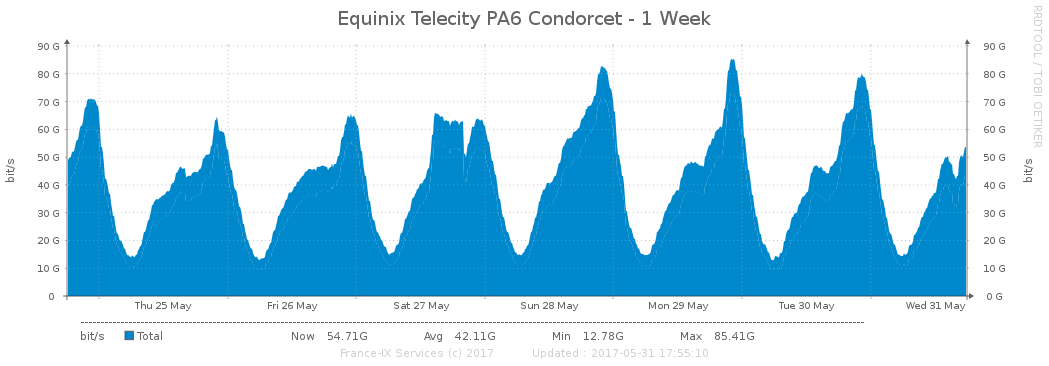 Equinix Telecity PA6 Condorcet - 1 Week
RRDTOOL / TOBI OETIKER
bit/s
90 G
80 G
70 G
60 G
50 G
40 G
30 G
20 G
10 G
0
90 G
80 G
70 G
60 G
50 G
40 G
30 G
20 G
10 G
0 G
bit/s
Thu 25 May Fri 26 May Sat 27 May Sun 28 May Mon 29 May Tue 30 May Wed 31 May
bit/s Total Now 54.71G Avg 42.11G Min 12.78G Max 85.41G
France-IX Services (c) 2017 Updated : 2017-05-31 17:55:10